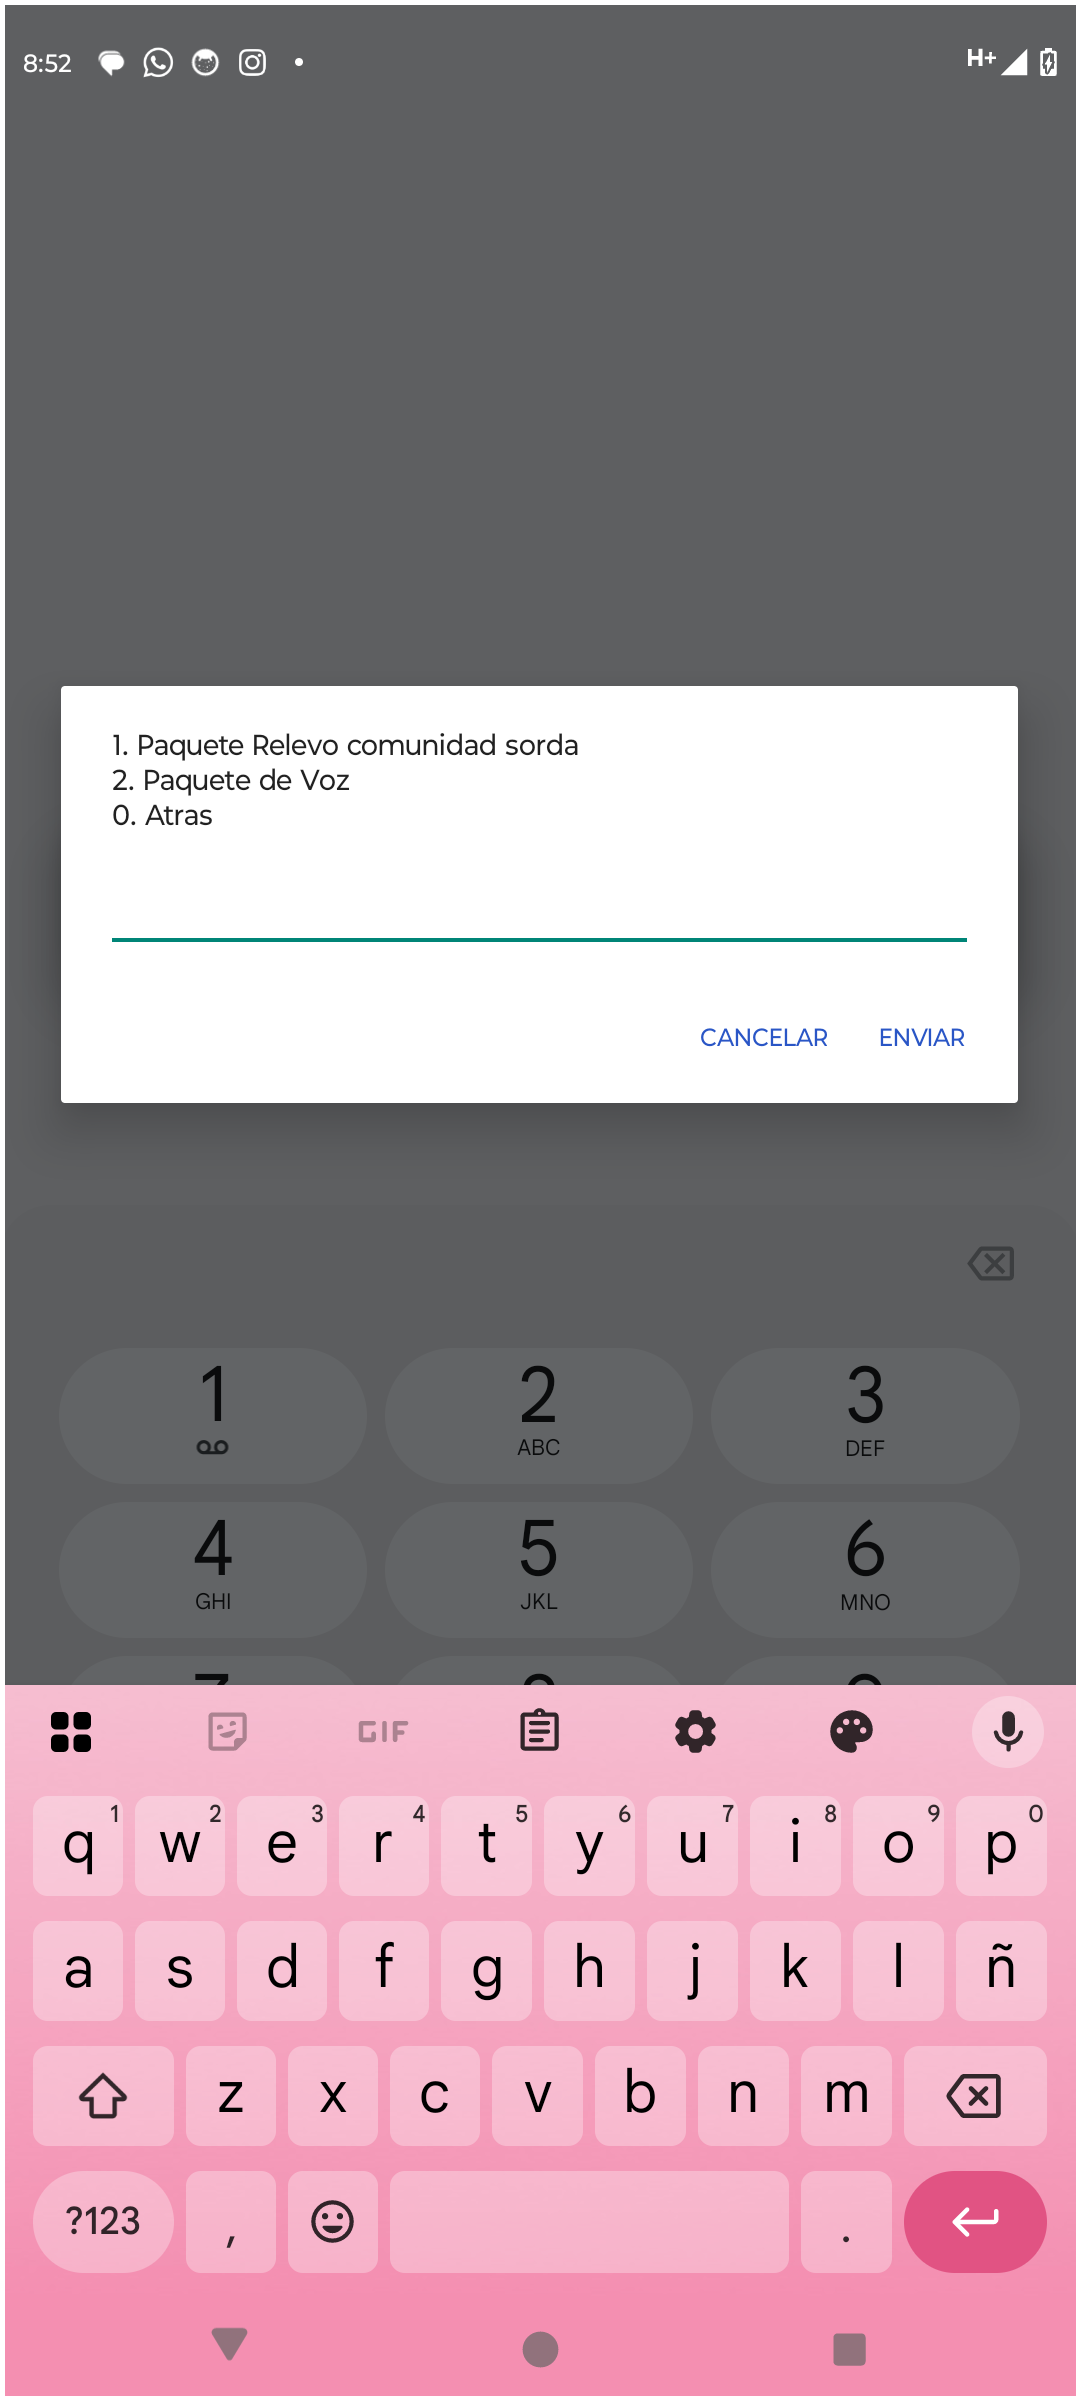 8:52
H+
1. Paquete Relevo comunidad sorda
2. Paquete de Voz
0. Atras
CANCELAR ENVIAR
1 2 3
ABC DEF
4 5 6
GHI JKL MNO
GIF
1 2 3 4 5 6 7 8 9 0
q w e r t y u i o p
a s d f g h j k l ñ
z x c v b n m
?123 , .